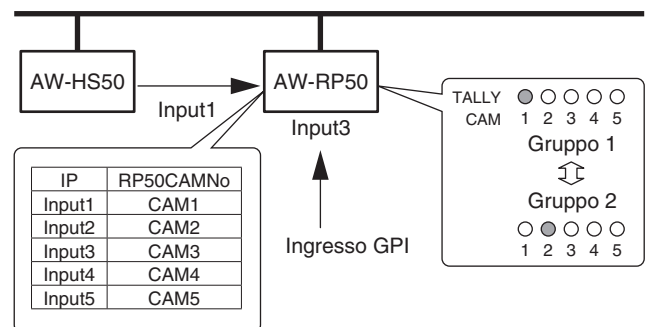 AW-HS50
AW-RP50
Input1
Input3
Ingresso GPI
IP RP50CAMNo
Input1 CAM1
Input2 CAM2
Input3 CAM3
Input4 CAM4
Input5 CAM5
TALLY
CAM 1 2 3 4 5
Gruppo 1
Gruppo 2
1 2 3 4 5